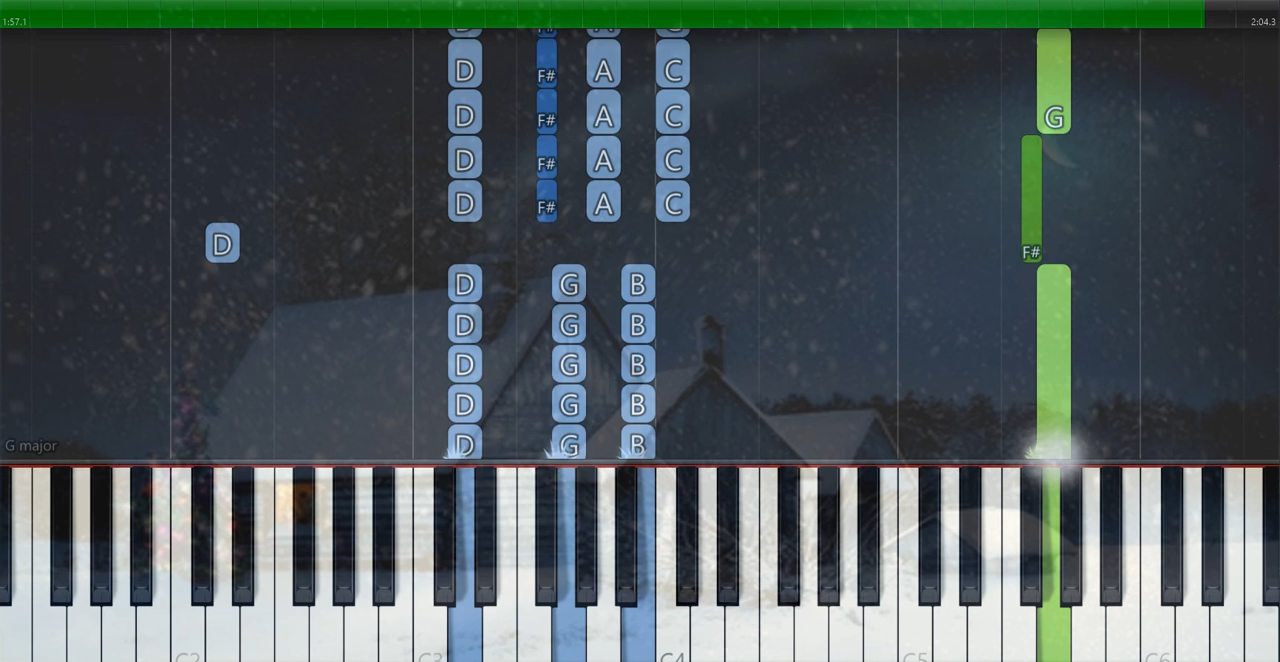 1:57.1 2:04.3
F# A
D F# A C
D F# A C G
D F# A C
D F# A C
D F#
D G B
D G B
D G B
D G B
G major D G B
C2 C3 C4 C5 C6